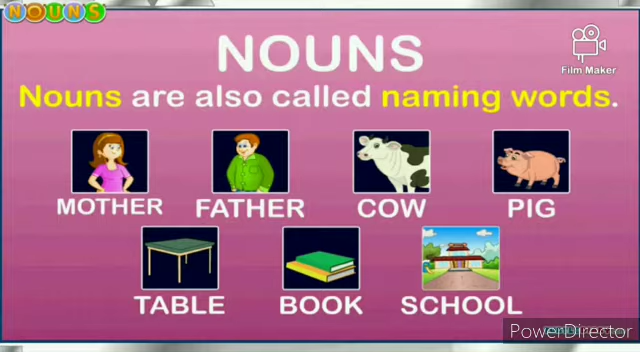 NOUNS
NOUNS
Film Maker
Nouns are also called naming words.
MOTHER FATHER COW PIG
TABLE BOOK SCHOOL
PowerDirector